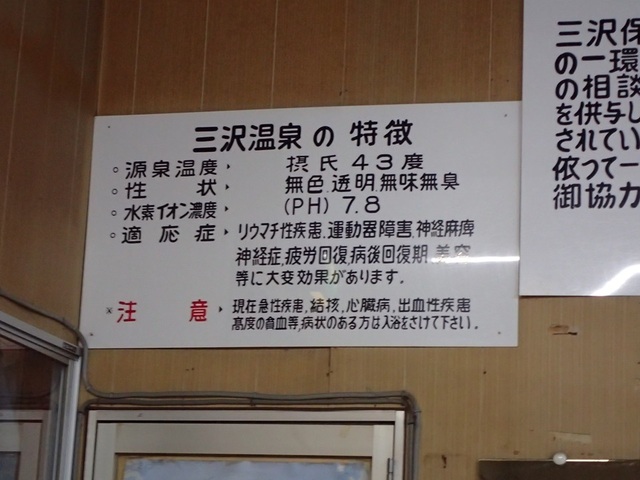 三沢温泉の特徴
○源泉温度・ 摂氏43度
○性 状・ 無色.透明無味無臭
○水素イオン濃度・ (PH) 7.8
○適応症・ リウマチ性疾患.運動器障害.神経麻痺
神経症,疲労回復,病後回復期,美容
等に大変効果があります.
※注 意・ 現在急性疾患,結核,心臓病,出血性疾患
高度の貧血等,病状のある方は入浴をさけて下さい.
三沢保
の一環
の相談
を供与し
されてい
依って一
御協力